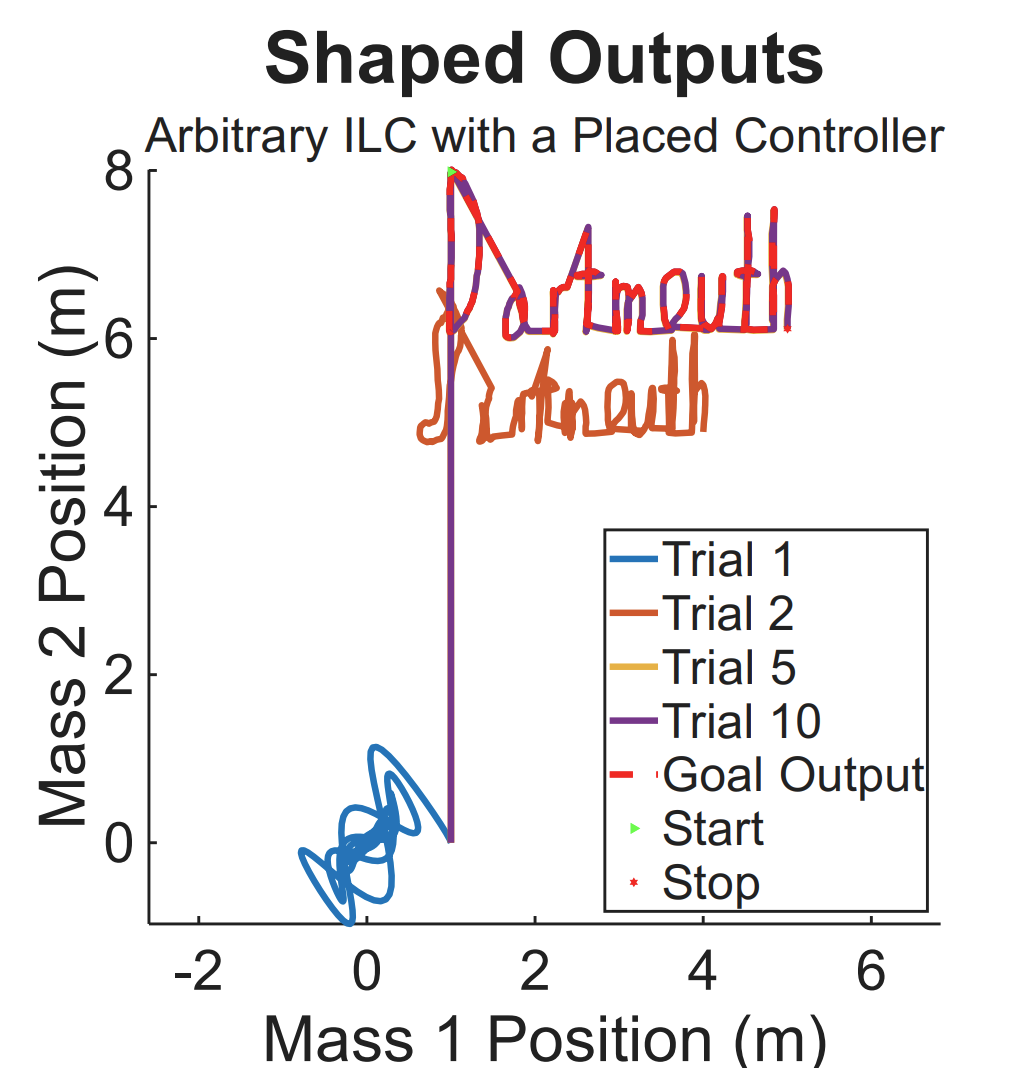 Shaped Outputs
Arbitrary ILC with a Placed Controller
8
6
4
2
0
Mass 2 Position (m)
Dartmouth
Trial 1
Trial 2
Trial 5
Trial 10
Goal Output
Start
Stop
-2 0 2 4 6
Mass 1 Position (m)